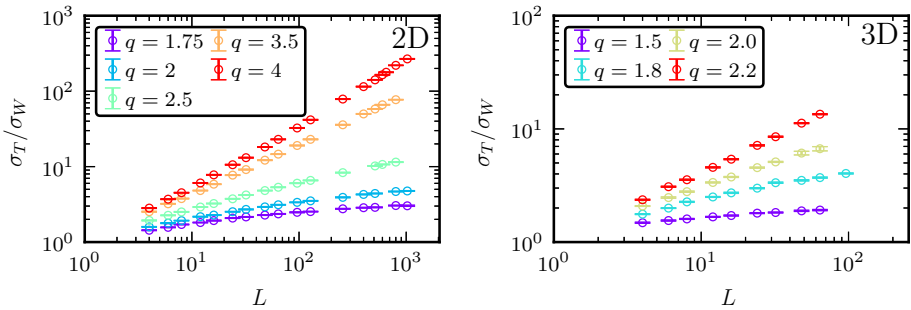 10^3
10^2
10^1
10^0
σ_T/σ_W
q = 1.75
q = 2
q = 2.5
q = 3.5
q = 4
2D
10^0
10^1
10^2
10^3
L
10^2
10^1
10^0
σ_T/σ_W
q = 1.5
q = 1.8
q = 2.0
q = 2.2
3D
10^0
10^1
10^2
L